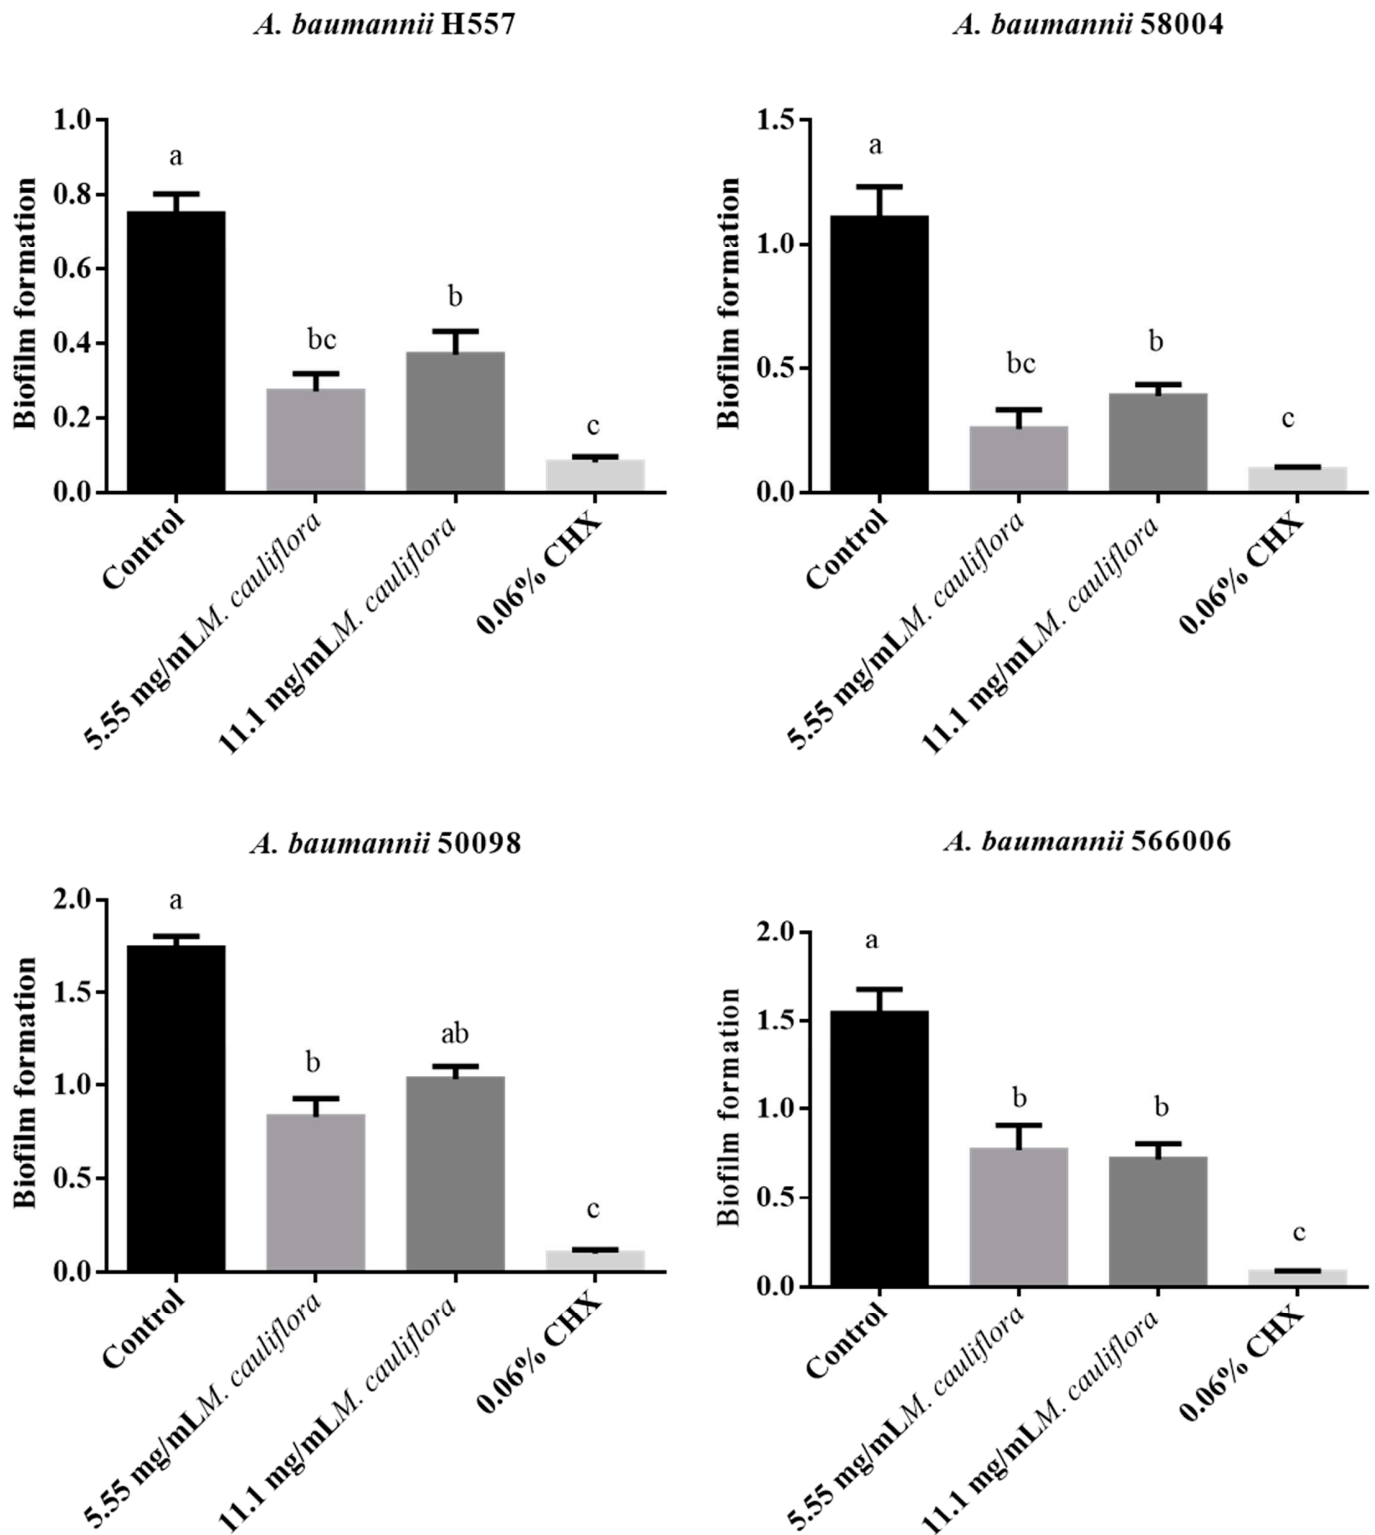 A. baumannii H557
1.0
0.8
0.6
0.4
0.2
0.0
Biofilm formation
a
bc
b
c
Control
5.55 mg/mLM. cauliflora
11.1 mg/mLM. cauliflora
0.06% CHX
A. baumannii 58004
1.5
1.0
0.5
0.0
Biofilm formation
a
bc
b
c
Control
5.55 mg/mLM. cauliflora
11.1 mg/mLM. cauliflora
0.06% CHX
A. baumannii 50098
2.0
1.5
1.0
0.5
0.0
Biofilm formation
a
b
ab
c
Control
5.55 mg/mLM. cauliflora
11.1 mg/mLM. cauliflora
0.06% CHX
A. baumannii 566006
2.0
1.5
1.0
0.5
0.0
Biofilm formation
a
b
b
c
Control
5.55 mg/mLM. cauliflora
11.1 mg/mLM. cauliflora
0.06% CHX